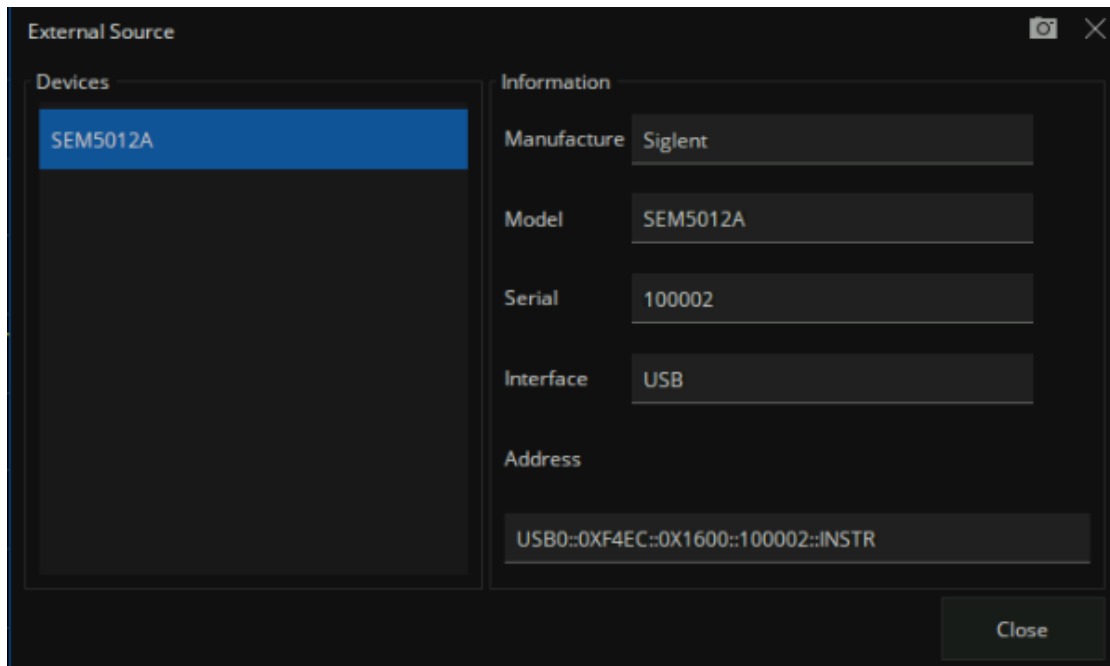 External Source
Devices
SEM5012A
Information
Manufacture Siglent
Model SEM5012A
Serial 100002
Interface USB
Address
USB0::0XF4EC::0X1600::100002::INSTR
Close